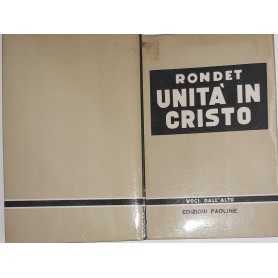 RONDET
UNITÀ IN
CRISTO
VOCI DALL'ALTO
EDIZIONI PAOLINE